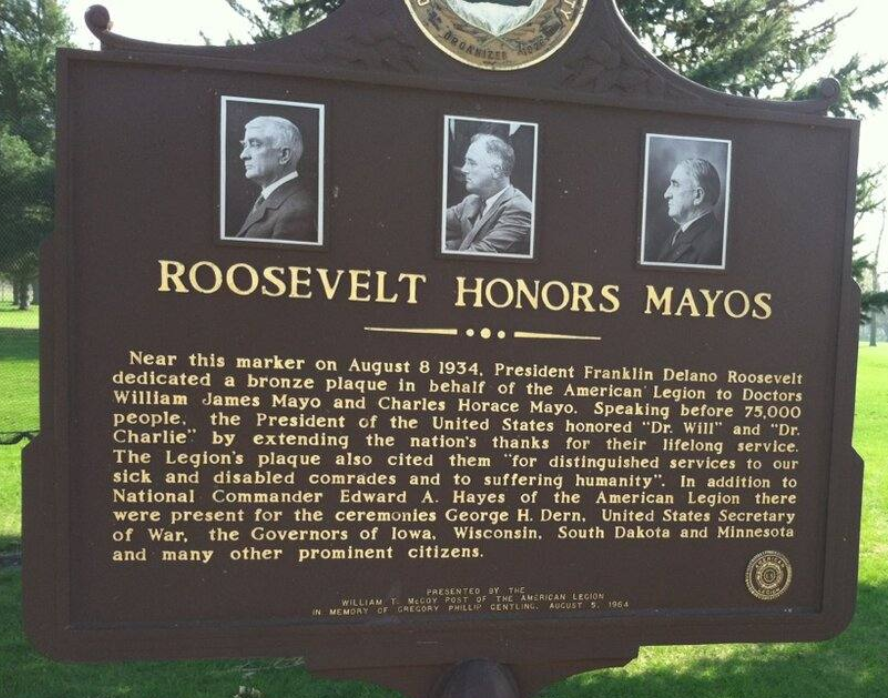 ORGANIZED
ROOSEVELT HONORS MAYOS
Near this marker on August 8 1934, President Franklin Delano Roosevelt
dedicated a bronze plaque in behalf of the American Legion to Doctors
William James Mayo and Charles Horace Mayo. Speaking before 75,000
people, the President of the United States honored "Dr. Will" and "Dr.
Charlie" by extending the nation's thanks for their lifelong service.
The Legion's plaque also cited them "for distinguished services to our
sick and disabled comrades and to suffering humanity". In addition to
National Commander Edward A. Hayes of the American Legion there
were present for the ceremonies George H. Dern, United States Secretary
of War, the Governors of Iowa, Wisconsin, South Dakota and Minnesota
and many other prominent citizens.
PRESENTED BY THE
WILLIAM T. McCOY POST OF THE AMERICAN LEGION
IN MEMORY OF GREGORY PHILLIP GENTLING, AUGUST 5, 1964
AMERICAN
LEGION